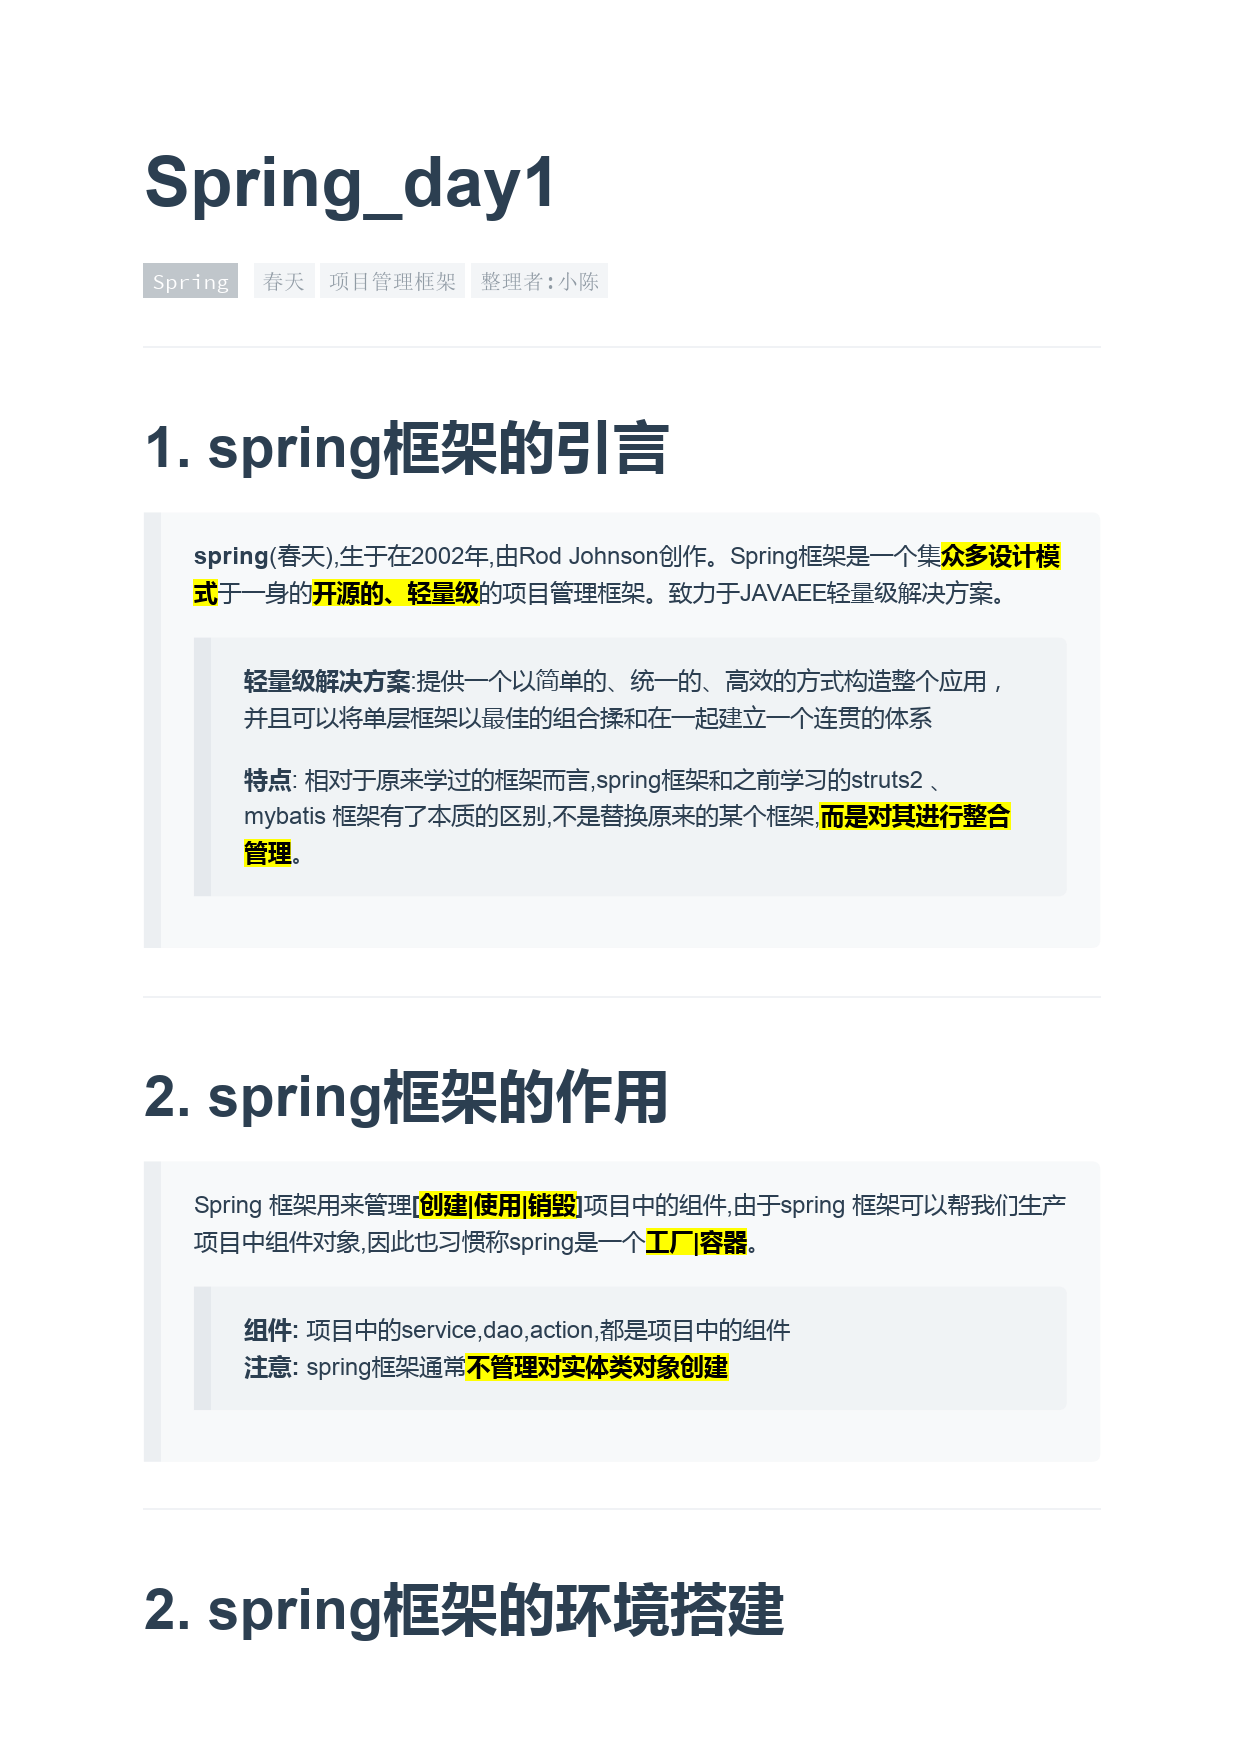 Spring_day1
Spring 春天 项目管理框架 整理者:小陈
1. spring框架的引言
spring(春天),生于在2002年,由Rod Johnson创作。Spring框架是一个集众多设计模
式于一身的开源的、轻量级的项目管理框架。致力于JAVAEE轻量级解决方案。
轻量级解决方案:提供一个以简单的、统一的、高效的方式构造整个应用，
并且可以将单层框架以最佳的组合揉和在一起建立一个连贯的体系
特点: 相对于原来学过的框架而言,spring框架和之前学习的struts2 、
mybatis 框架有了本质的区别,不是替换原来的某个框架,而是对其进行整合
管理。
2. spring框架的作用
Spring 框架用来管理[创建|使用|销毁]项目中的组件,由于spring 框架可以帮我们生产
项目中组件对象,因此也习惯称spring是一个工厂|容器。
组件: 项目中的service,dao,action,都是项目中的组件
注意: spring框架通常不管理对实体类对象创建
2. spring框架的环境搭建